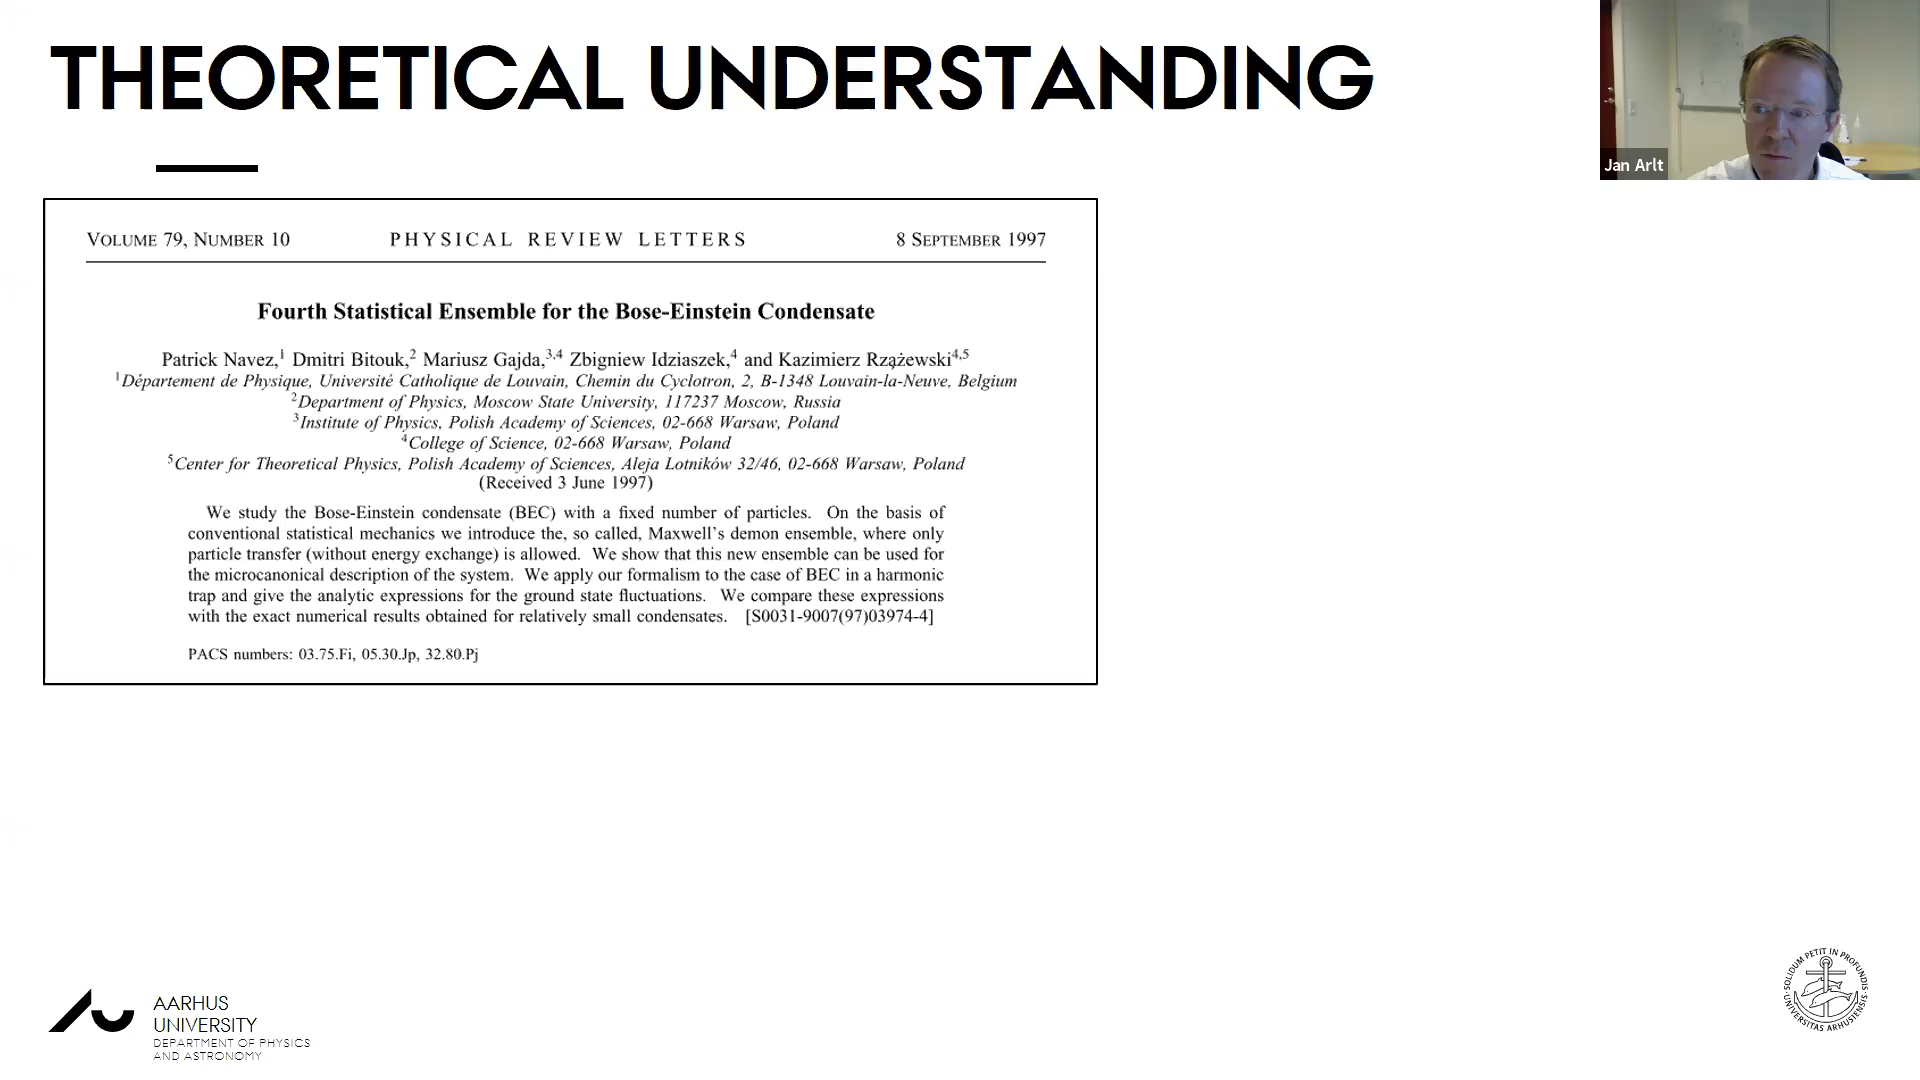 THEORETICAL UNDERSTANDING
Jan Arlt
VOLUME 79, NUMBER 10 PHYSICAL REVIEW LETTERS 8 SEPTEMBER 1997
Fourth Statistical Ensemble for the Bose-Einstein Condensate
Patrick Navez,¹ Dmitri Bitouk,² Mariusz Gajda,³,⁴ Zbigniew Idziaszek,⁴ and Kazimierz Rzążewski⁴,⁵
¹Département de Physique, Université Catholique de Louvain, Chemin du Cyclotron, 2, B-1348 Louvain-la-Neuve, Belgium
²Department of Physics, Moscow State University, 117237 Moscow, Russia
³Institute of Physics, Polish Academy of Sciences, 02-668 Warsaw, Poland
⁴College of Science, 02-668 Warsaw, Poland
⁵Center for Theoretical Physics, Polish Academy of Sciences, Aleja Lotników 32/46, 02-668 Warsaw, Poland
(Received 3 June 1997)
We study the Bose-Einstein condensate (BEC) with a fixed number of particles. On the basis of
conventional statistical mechanics we introduce the, so called, Maxwell's demon ensemble, where only
particle transfer (without energy exchange) is allowed. We show that this new ensemble can be used for
the microcanonical description of the system. We apply our formalism to the case of BEC in a harmonic
trap and give the analytic expressions for the ground state fluctuations. We compare these expressions
with the exact numerical results obtained for relatively small condensates. [S0031-9007(97)03974-4]
PACS numbers: 03.75.Fi, 05.30.Jp, 32.80.Pj
AARHUS
UNIVERSITY
DEPARTMENT OF PHYSICS
AND ASTRONOMY
SOLIDUM PETIT IN PROFUNDIS
UNIVERSITAS ARHUSIENSIS